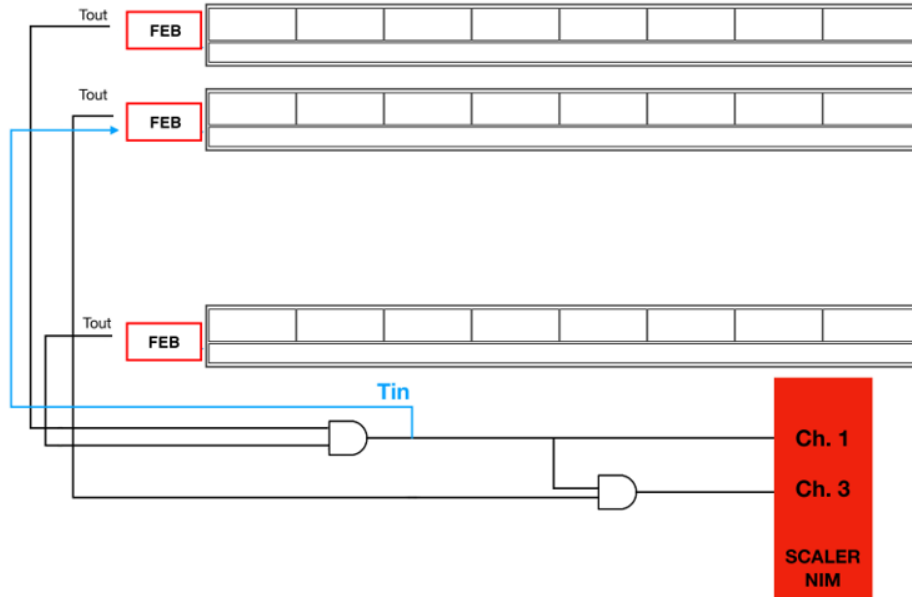 Tout
FEB
Tout
FEB
Tout
FEB
Tin
Ch. 1
Ch. 3
SCALER
NIM